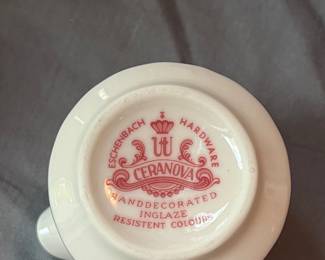 ESCHENBACH HARDWARE
CERANOVA
HANDDECORATED
INGLAZE
RESISTENT COLOURS